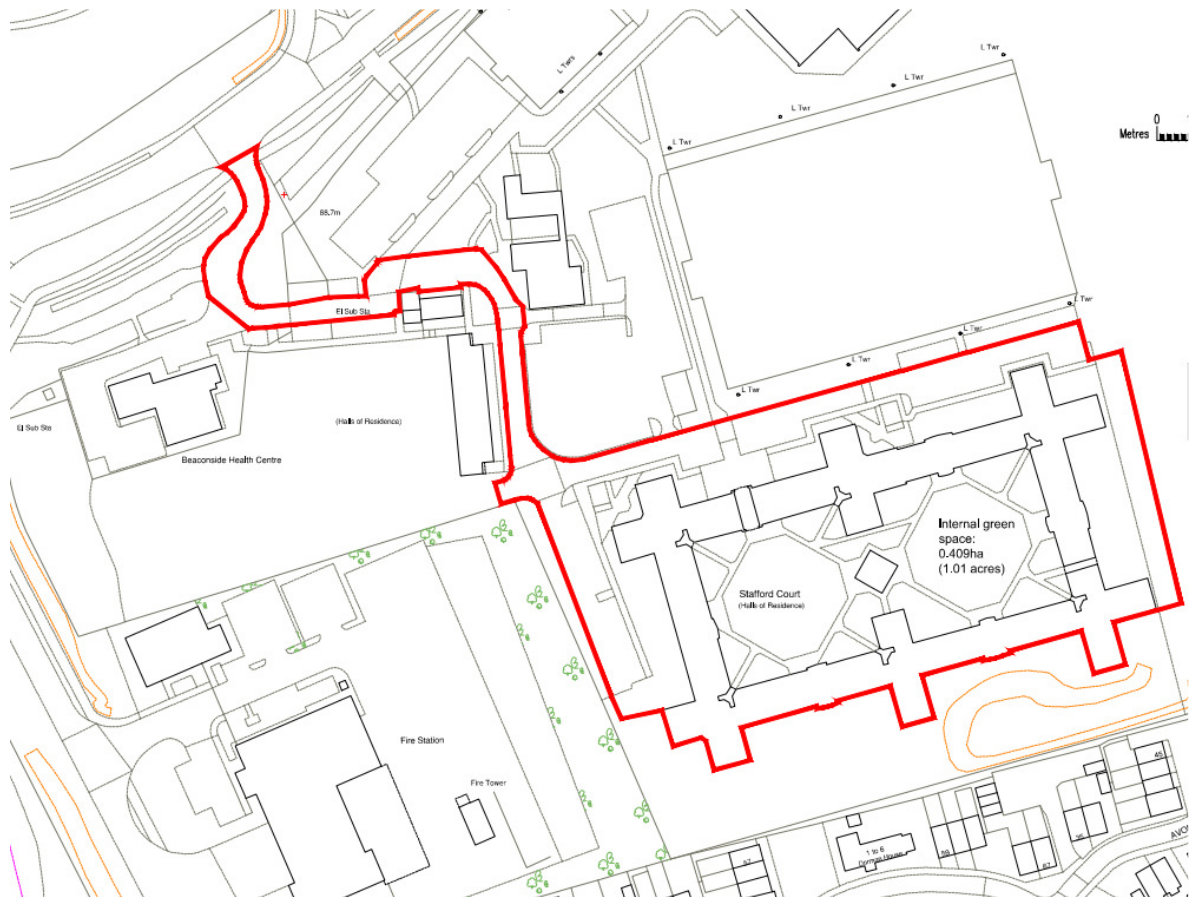 L Twr
L Twrs
L Twr
L Twr
0
Metres
L Twr
88.7m
L Twr
El Sub Sta
L Twr
L Twr
L Twr
El Sub Sta
(Halls of Residence)
Beaconside Health Centre
Internal green
space:
0.409ha
(1.01 acres)
Stafford Court
(Halls of Residence)
Fire Station
Fire Tower
45
1 to 6
Dorman House
47